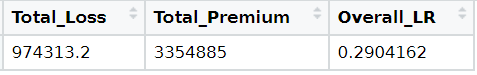 Total_Loss Total_Premium Overall_LR
974313.2 3354885 0.2904162